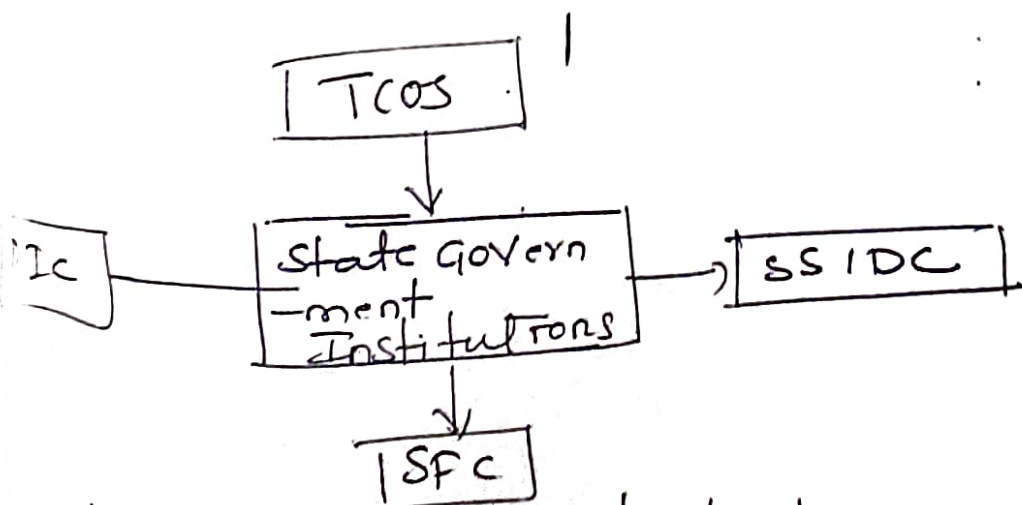 TCOS
Ic
State Govern
-ment
Institutions
SSIDC
SFC